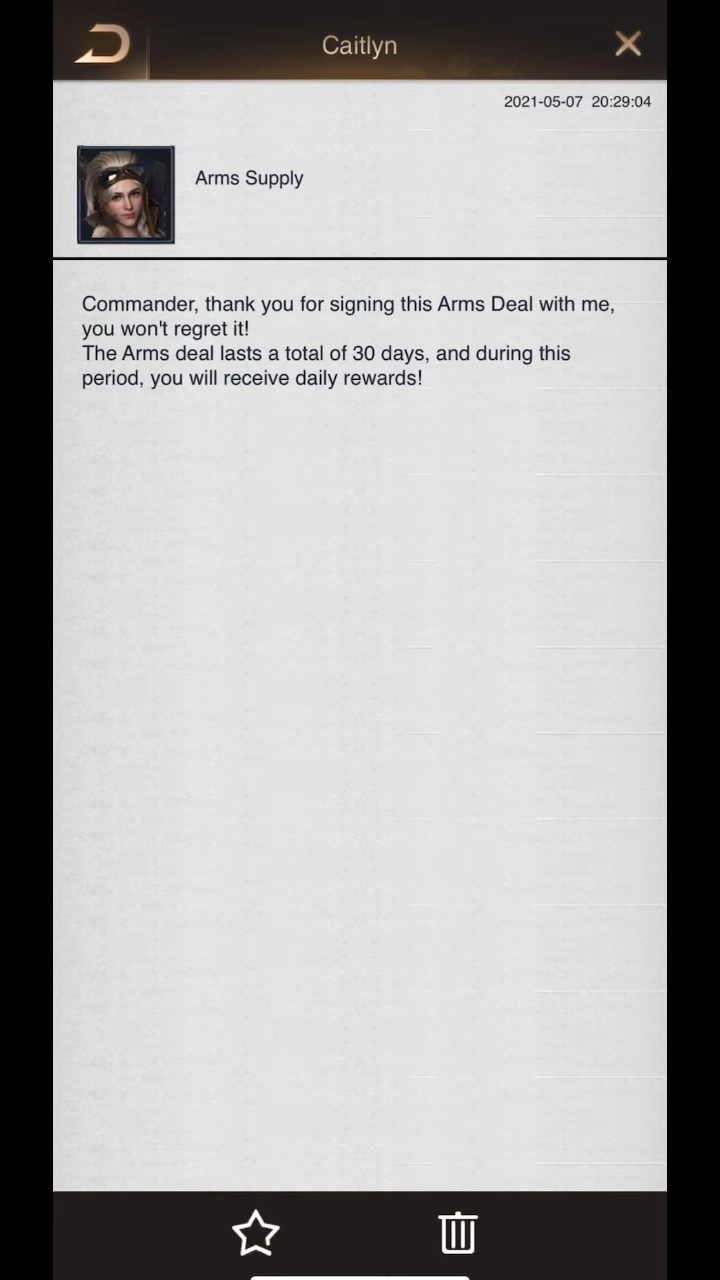 Caitlyn
2021-05-07 20:29:04
Arms Supply
Commander, thank you for signing this Arms Deal with me,
you won't regret it!
The Arms deal lasts a total of 30 days, and during this
period, you will receive daily rewards!